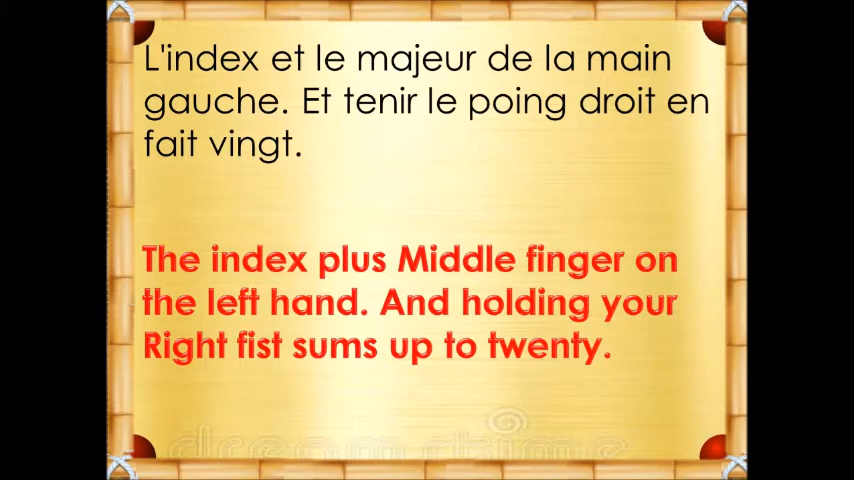 L'index et le majeur de la main
gauche. Et tenir le poing droit en
fait vingt.
The index plus Middle finger on
the left hand. And holding your
Right fist sums up to twenty.
dreamstime